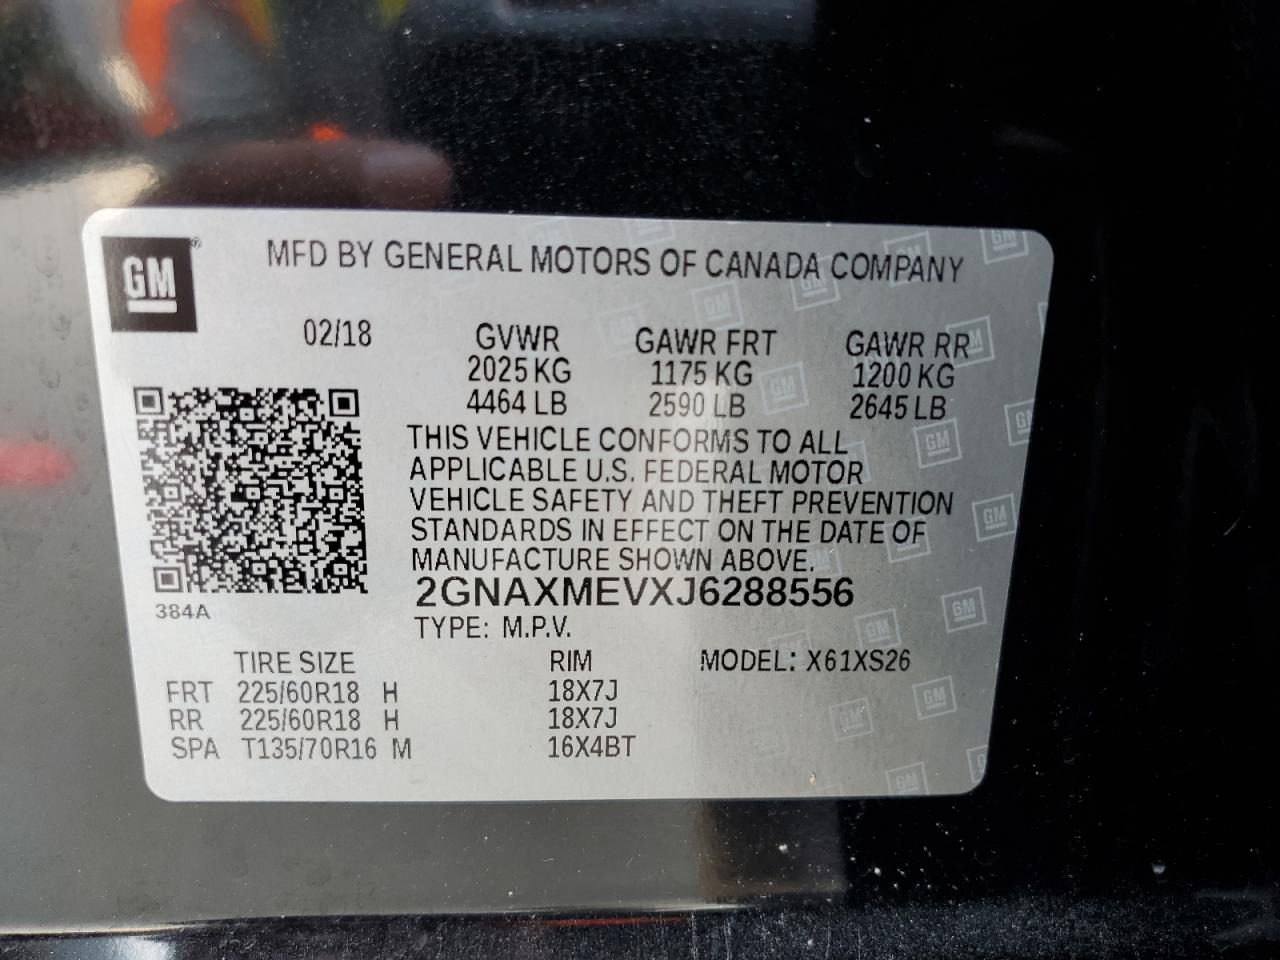 GM
MFD BY GENERAL MOTORS OF CANADA COMPANY
02/18 GVWR GAWR FRT GAWR RR
2025 KG 1175 KG 1200 KG
4464 LB 2590 LB 2645 LB
THIS VEHICLE CONFORMS TO ALL
APPLICABLE U.S. FEDERAL MOTOR
VEHICLE SAFETY AND THEFT PREVENTION
STANDARDS IN EFFECT ON THE DATE OF
MANUFACTURE SHOWN ABOVE.
2GNAXMEVXJ6288556
384A
TYPE: M.P.V.
TIRE SIZE RIM MODEL: X61XS26
FRT 225/60R18 H 18X7J
RR 225/60R18 H 18X7J
SPA T135/70R16 M 16X4BT